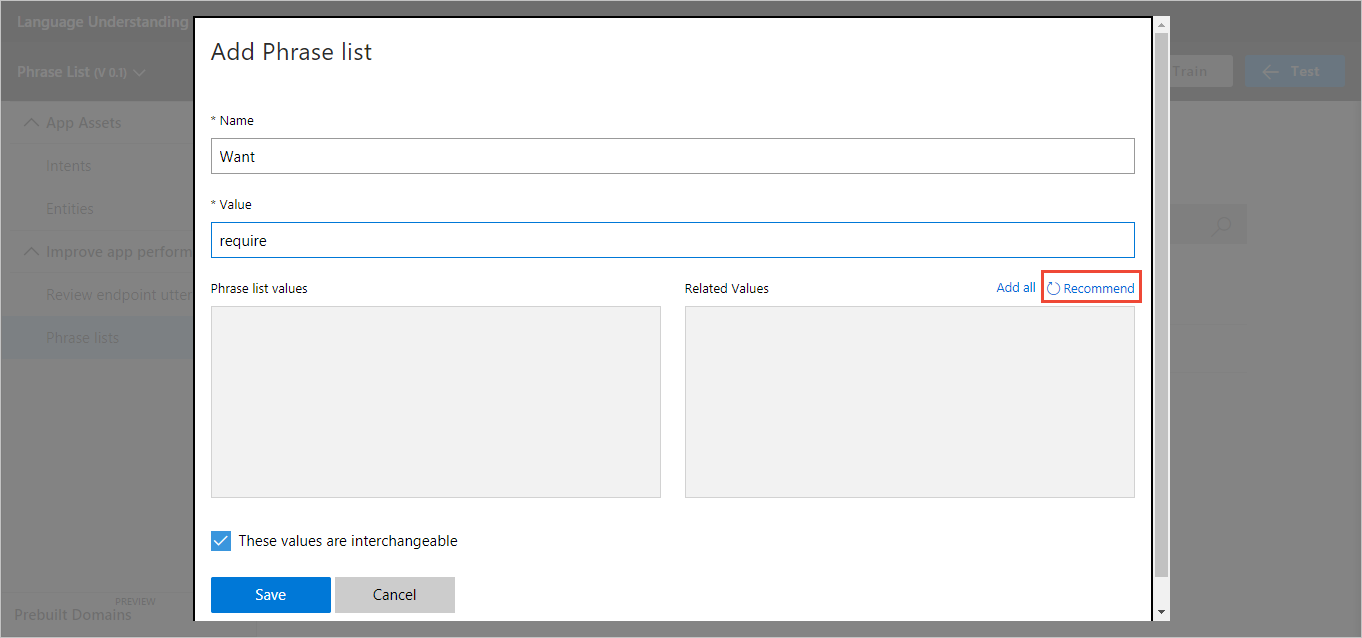 Language Understanding
Phrase List (V 0.1)
Train
Test
App Assets
Intents
Entities
Improve app perform
Review endpoint utter
Phrase lists
PREVIEW
Prebuilt Domains
Add Phrase list
* Name
Want
* Value
require
Phrase list values
Related Values
Add all
Recommend
These values are interchangeable
Save
Cancel